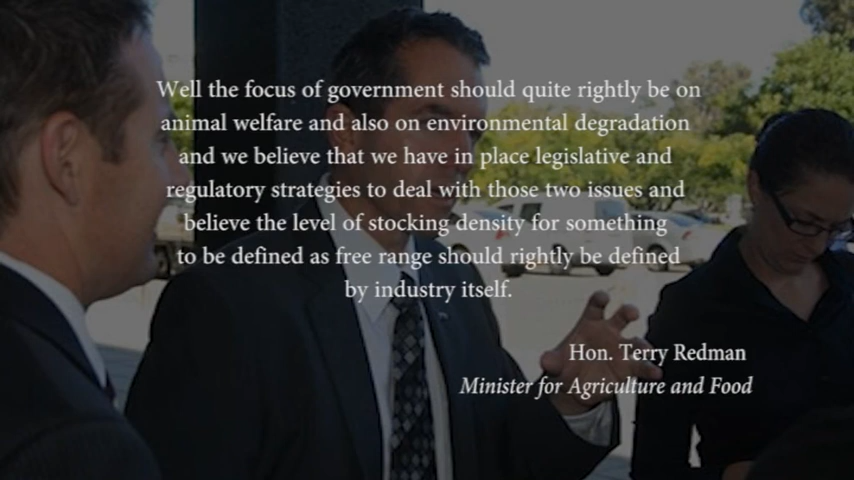 Well the focus of government should quite rightly be on
animal welfare and also on environmental degradation
and we believe that we have in place legislative and
regulatory strategies to deal with those two issues and
believe the level of stocking density for something
to be defined as free range should rightly be defined
by industry itself.
Hon. Terry Redman
Minister for Agriculture and Food